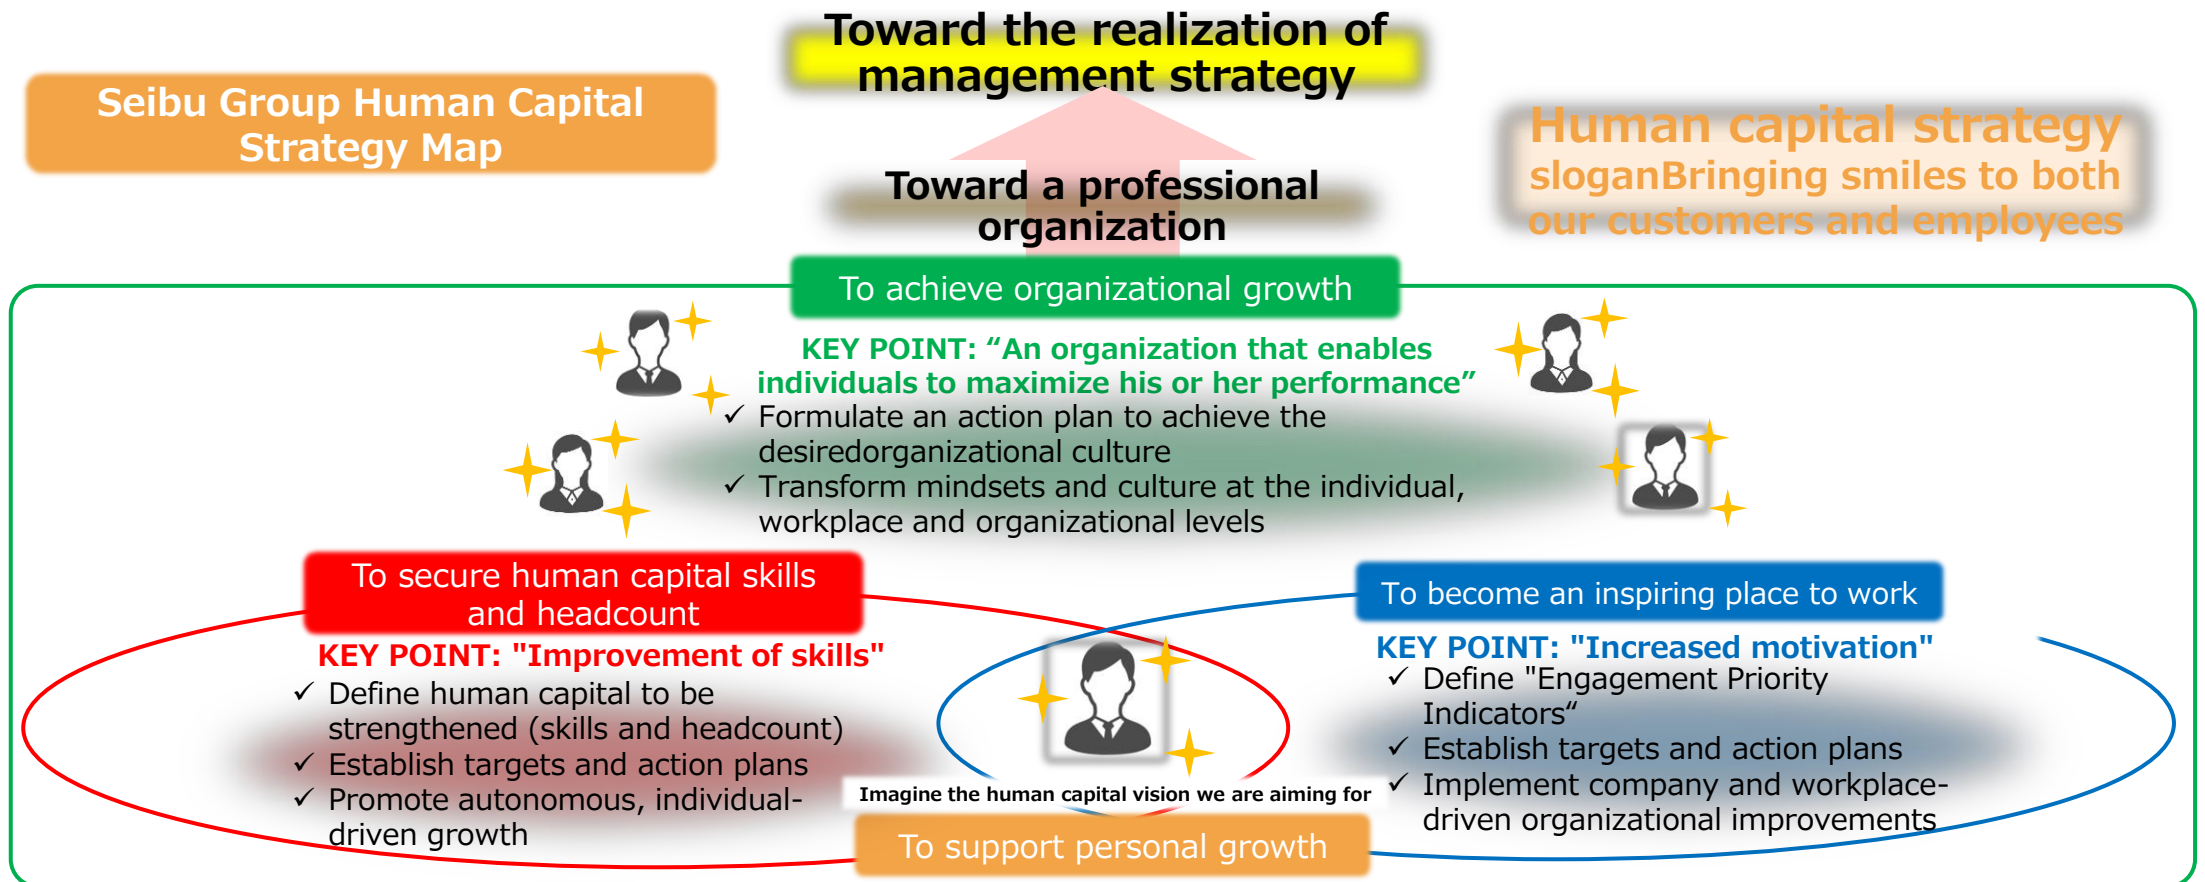 Toward the realization of
management strategy
Seibu Group Human Capital
Strategy Map
Human capital strategy
sloganBringing smiles to both
our customers and employees
Toward a professional
organization
To achieve organizational growth
KEY POINT: “An organization that enables
individuals to maximize his or her performance”
✓ Formulate an action plan to achieve the
desiredorganizational culture
✓ Transform mindsets and culture at the individual,
workplace and organizational levels
To secure human capital skills
and headcount
KEY POINT: "Improvement of skills"
✓ Define human capital to be
strengthened (skills and headcount)
✓ Establish targets and action plans
✓ Promote autonomous, individual-
driven growth
To become an inspiring place to work
KEY POINT: "Increased motivation"
✓ Define "Engagement Priority
Indicators“
✓ Establish targets and action plans
✓ Implement company and workplace-
driven organizational improvements
Imagine the human capital vision we are aiming for
To support personal growth